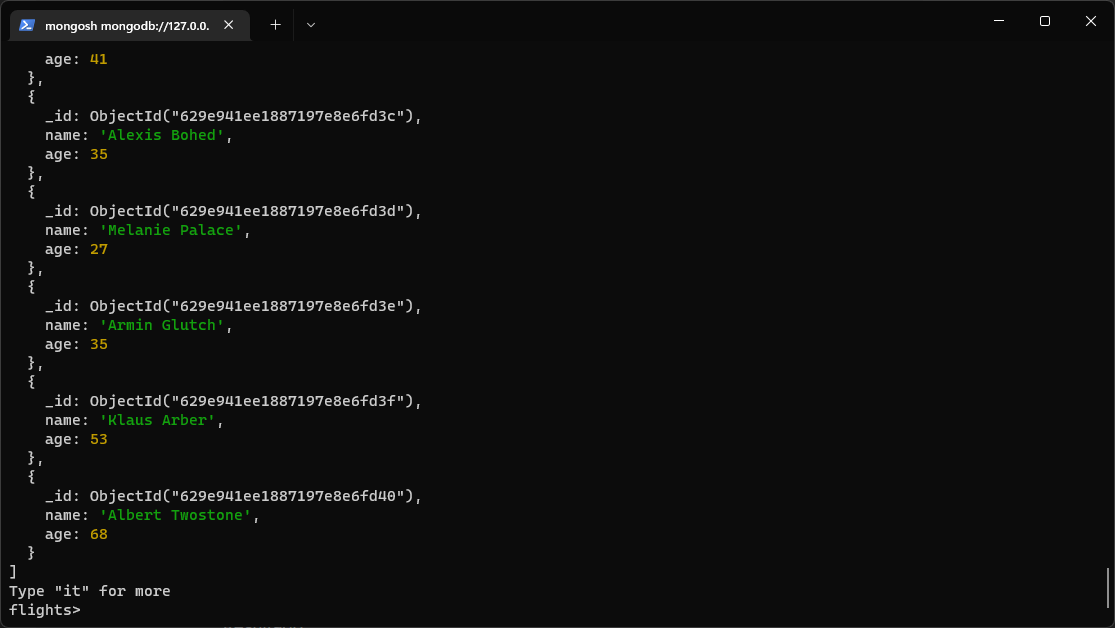 mongosh mongodb://127.0.0.
age: 41
},
{
_id: ObjectId("629e941ee1887197e8e6fd3c"),
name: 'Alexis Bohed',
age: 35
},
{
_id: ObjectId("629e941ee1887197e8e6fd3d"),
name: 'Melanie Palace',
age: 27
},
{
_id: ObjectId("629e941ee1887197e8e6fd3e"),
name: 'Armin Glutch',
age: 35
},
{
_id: ObjectId("629e941ee1887197e8e6fd3f"),
name: 'Klaus Arber',
age: 53
},
{
_id: ObjectId("629e941ee1887197e8e6fd40"),
name: 'Albert Twostone',
age: 68
}
]
Type "it" for more
flights>